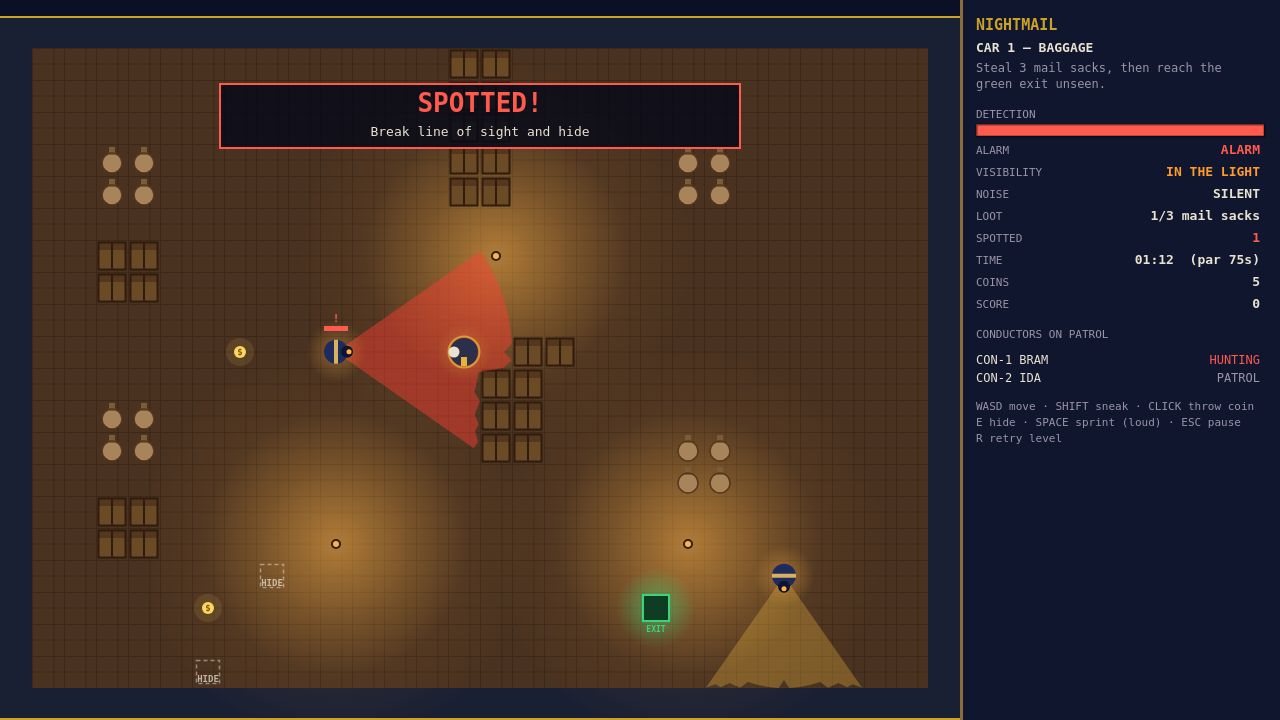 NIGHTMAIL
CAR 1 — BAGGAGE
Steal 3 mail sacks, then reach the
green exit unseen.
DETECTION
ALARM ALARM
VISIBILITY IN THE LIGHT
NOISE SILENT
LOOT 1/3 mail sacks
SPOTTED 1
TIME 01:12 (par 75s)
COINS 5
SCORE 0
CONDUCTORS ON PATROL
CON-1 BRAM HUNTING
CON-2 IDA PATROL
WASD move · SHIFT sneak · CLICK throw coin
E hide · SPACE sprint (loud) · ESC pause
R retry level
SPOTTED!
Break line of sight and hide
!
$
HIDE
$
EXIT
HIDE